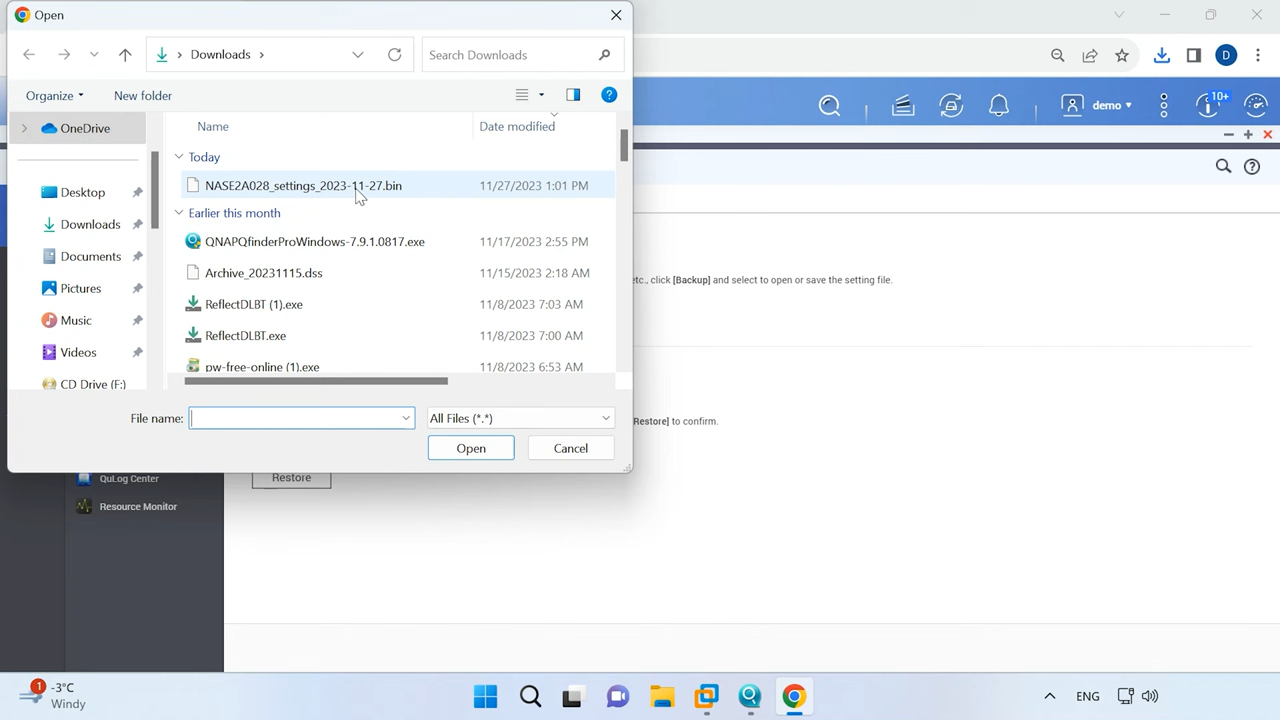 Open
Downloads
Search Downloads
Organize
New folder
D
demo
10+
OneDrive
Desktop
Downloads
Documents
Pictures
Music
Videos
CD Drive (F:)
Name
Date modified
Today
NASE2A028_settings_2023-11-27.bin
11/27/2023 1:01 PM
Earlier this month
QNAPQfinderProWindows-7.9.1.0817.exe
11/17/2023 2:55 PM
Archive_20231115.dss
11/15/2023 2:18 AM
ReflectDLBT (1).exe
11/8/2023 7:03 AM
ReflectDLBT.exe
11/8/2023 7:00 AM
pw-free-online (1).exe
11/8/2023 6:53 AM
File name:
All Files (*.*)
Open
Cancel
etc., click [Backup] and select to open or save the setting file.
Restore] to confirm.
Restore
QuLog Center
Resource Monitor
1
-3°C
Windy
ENG